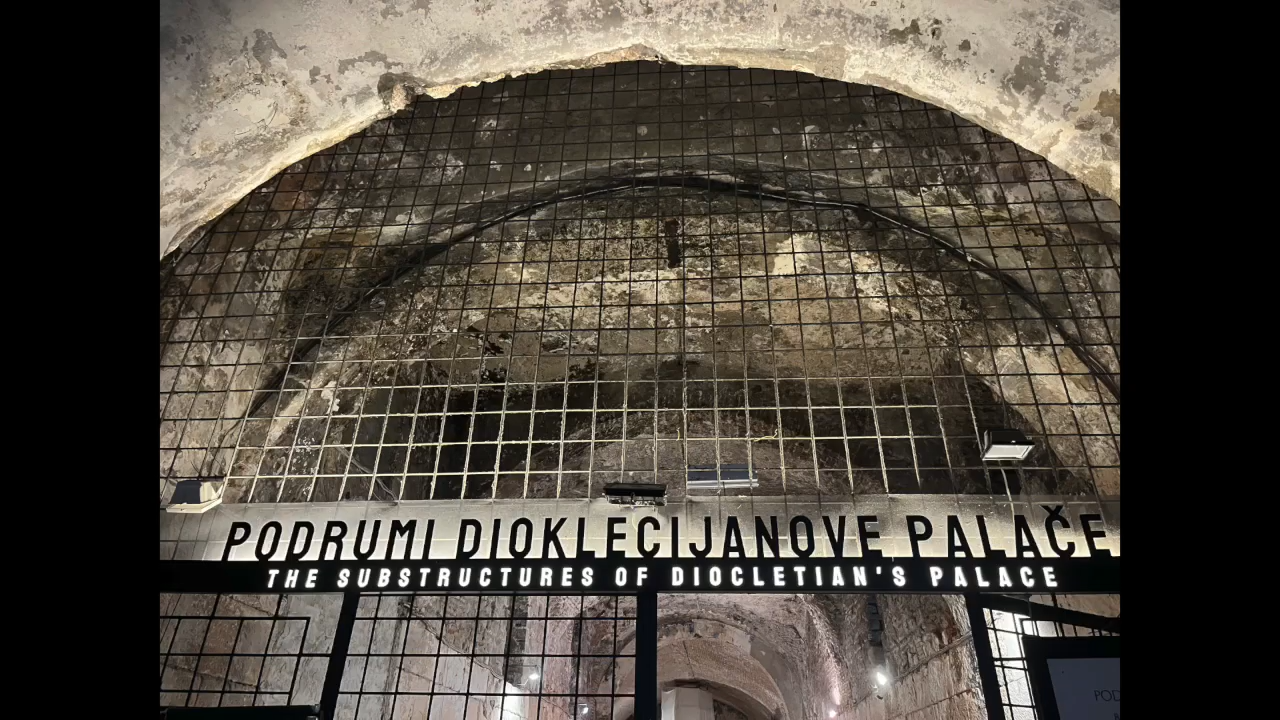 PODRUMI DIOKLECIJANOVE PALAČE
THE SUBSTRUCTURES OF DIOCLETIAN'S PALACE